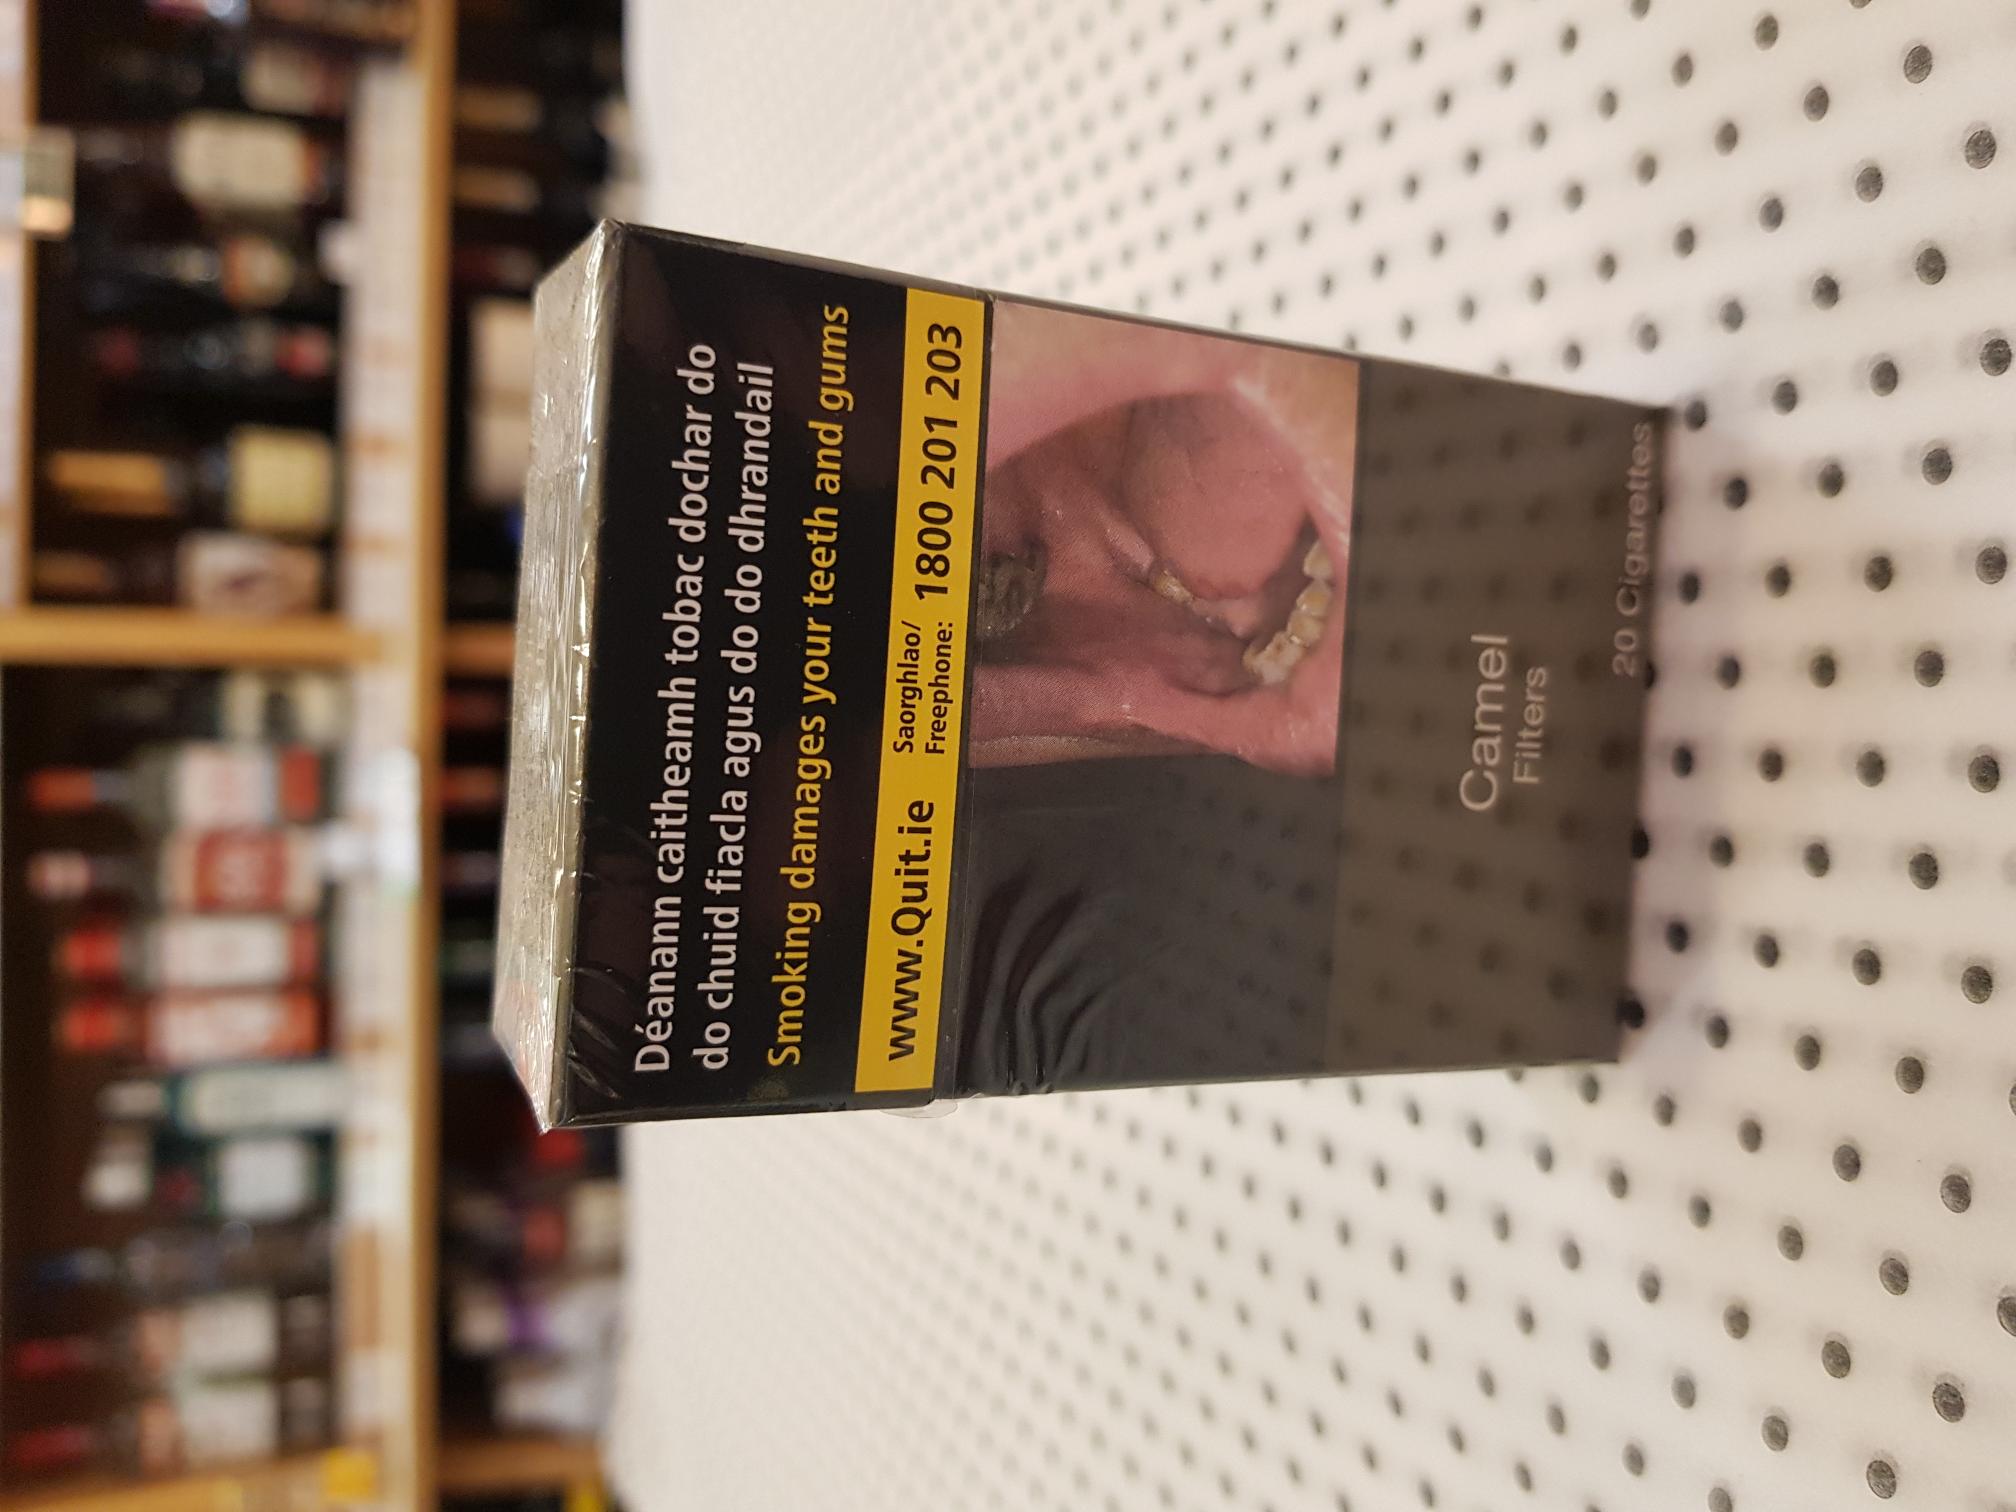 Déanann caitheamh tobac dochar do
do chuid fiacla agus do do dhrandail
Smoking damages your teeth and gums
www.Quit.ie Saorghlao/
Freephone: 1800 201 203
Camel
Filters
20 Cigarettes